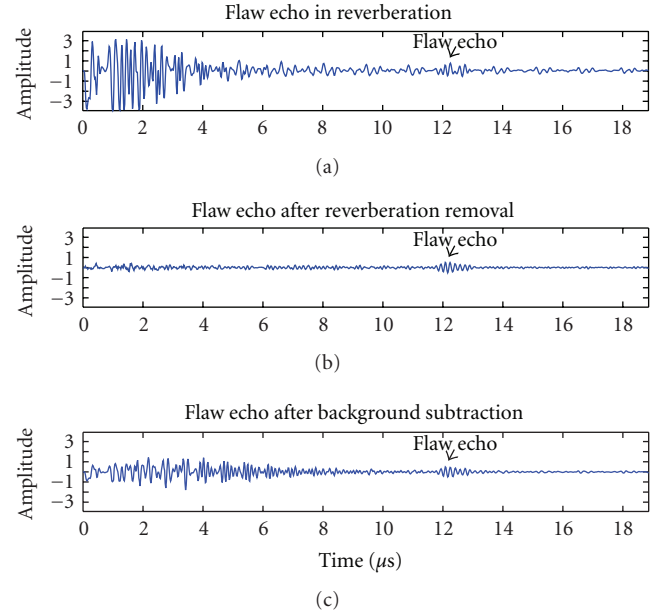 Flaw echo in reverberation
Amplitude
3
1
−1
−3
Flaw echo
0 2 4 6 8 10 12 14 16 18
(a)
Flaw echo after reverberation removal
Amplitude
3
1
−1
−3
Flaw echo
0 2 4 6 8 10 12 14 16 18
(b)
Flaw echo after background subtraction
Amplitude
3
1
−1
−3
Flaw echo
0 2 4 6 8 10 12 14 16 18
Time (μs)
(c)